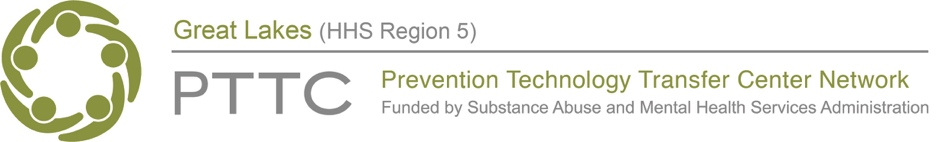 Great Lakes (HHS Region 5)
PTTC
Prevention Technology Transfer Center Network
Funded by Substance Abuse and Mental Health Services Administration